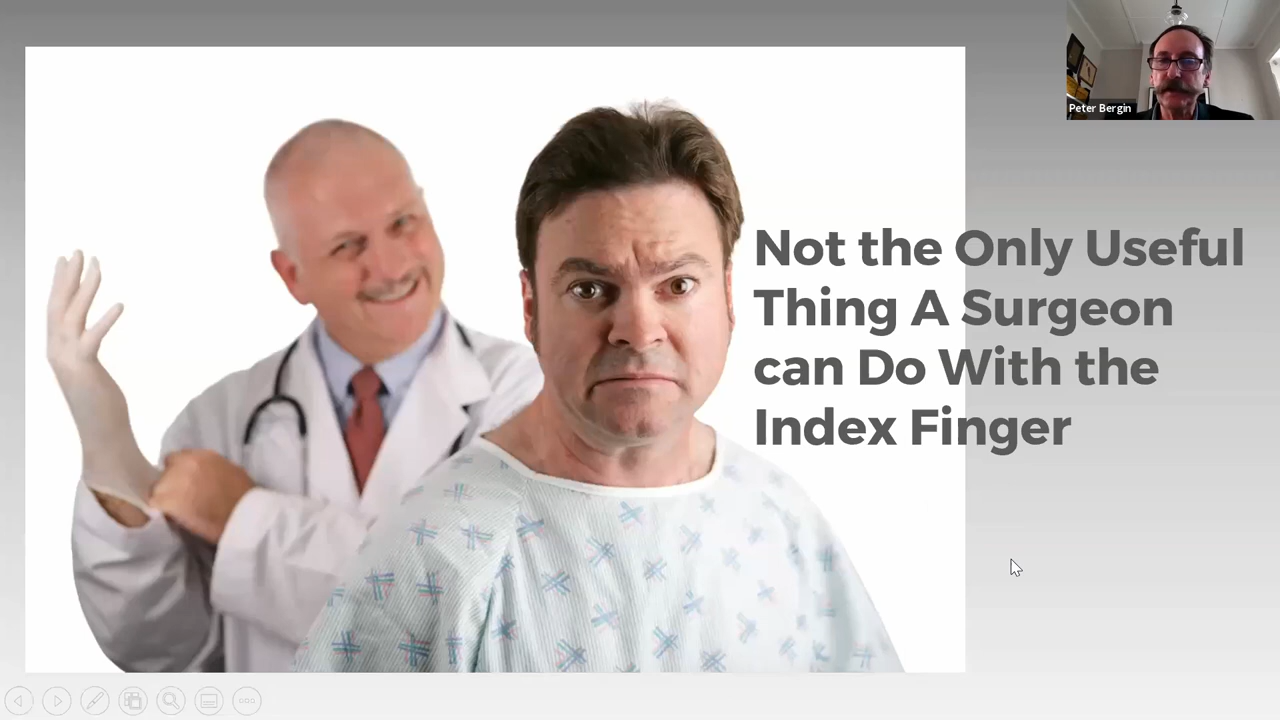 Peter Bergin
Not the Only Useful
Thing A Surgeon
can Do With the
Index Finger